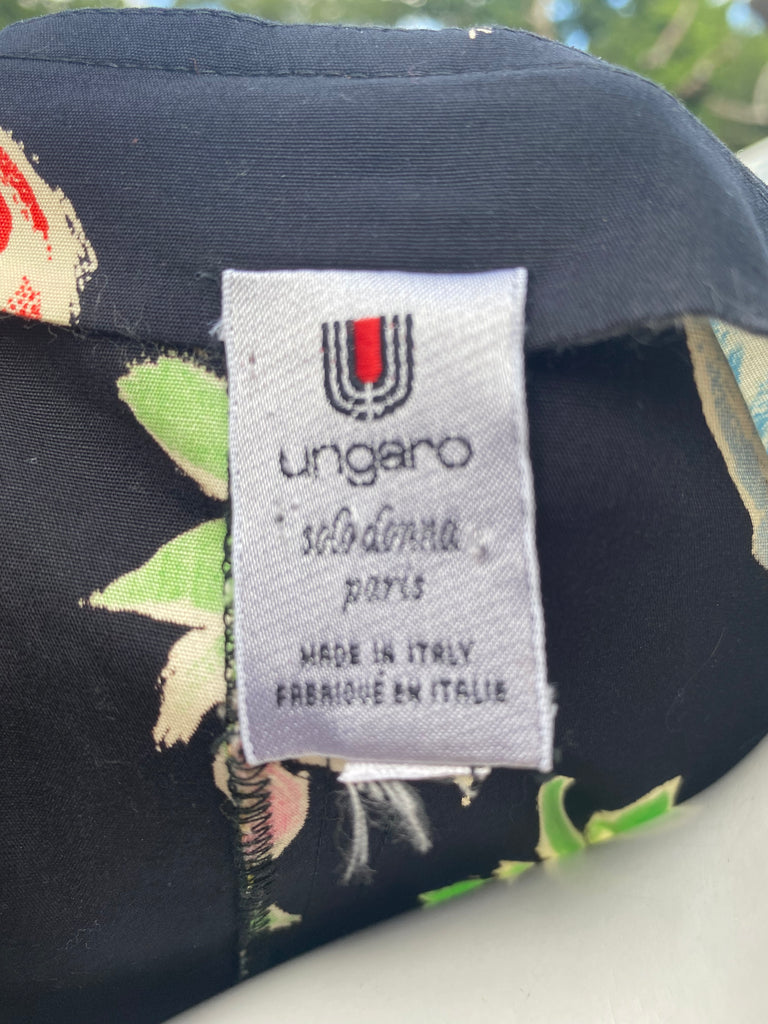 ungaro
solo donna
paris
MADE IN ITALY
FABRIQUÉ EN ITALIE